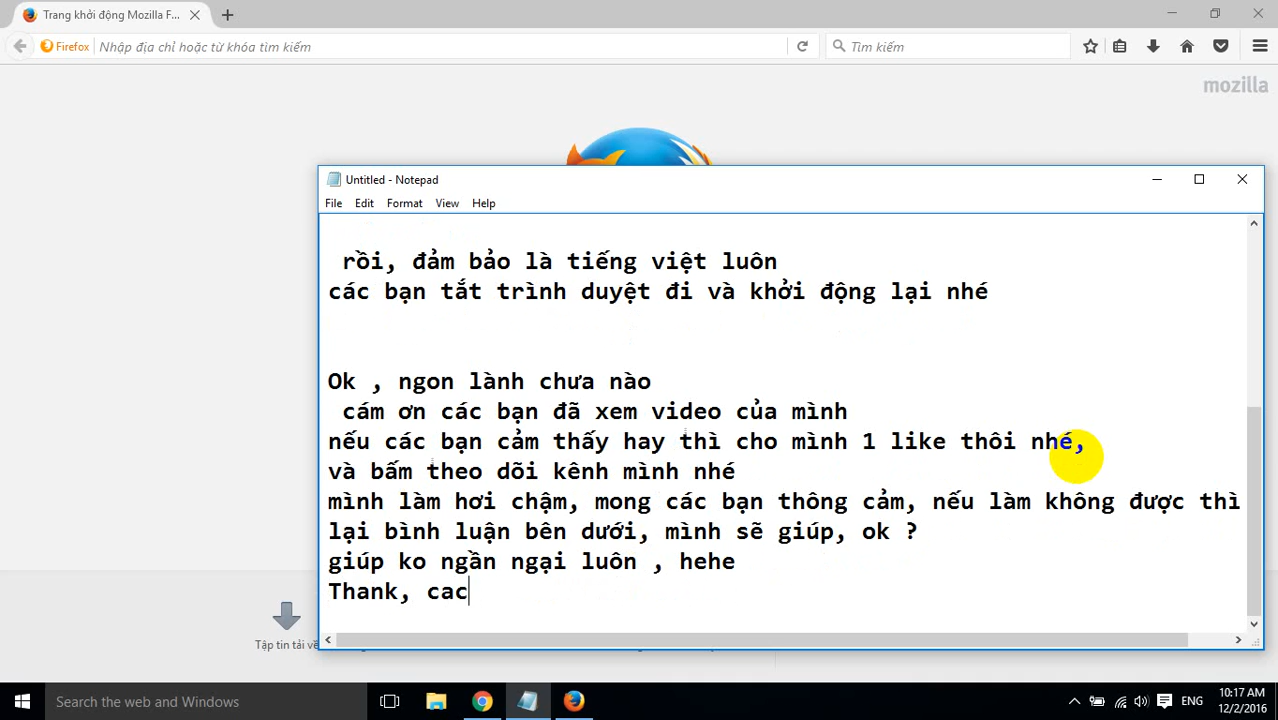 Trang khởi động Mozilla F...
Firefox
Nhập địa chỉ hoặc từ khóa tìm kiếm
Tìm kiếm
mozilla
Untitled - Notepad
File Edit Format View Help
rồi, đảm bảo là tiếng việt luôn
các bạn tắt trình duyệt đi và khởi động lại nhé
Ok , ngon lành chưa nào
cám ơn các bạn đã xem video của mình
nếu các bạn cảm thấy hay thì cho mình 1 like thôi nhé,
và bấm theo dõi kênh mình nhé
mình làm hơi chậm, mong các bạn thông cảm, nếu làm không được thì
lại bình luận bên dưới, mình sẽ giúp, ok ?
giúp ko ngần ngại luôn , hehe
Thank, cac
Tập tin tải về
Search the web and Windows
ENG
10:17 AM
12/2/2016